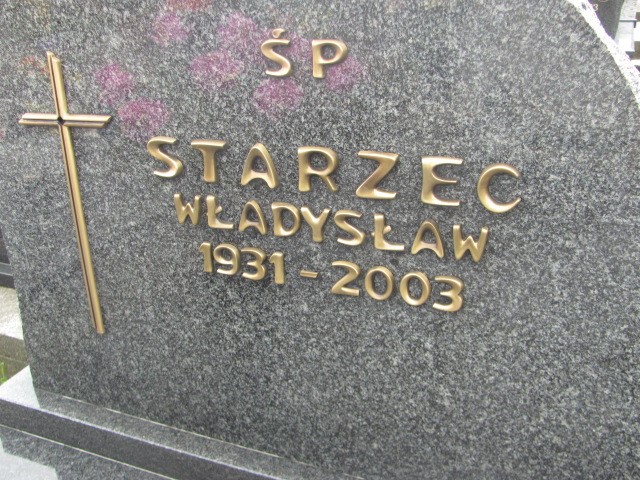 ŚP
STARZEC
WŁADYSŁAW
1931 - 2003